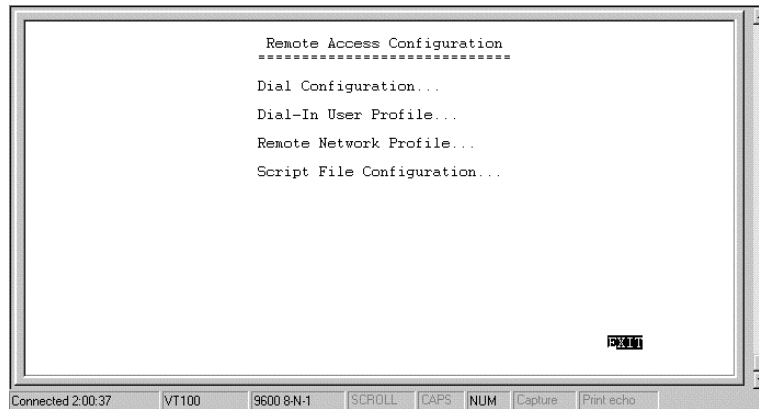 Remote Access Configuration
==============================
Dial Configuration...
Dial-In User Profile...
Remote Network Profile...
Script File Configuration...
EXIT
Connected 2:00:37 VT100 9600 8-N-1 SCROLL CAPS NUM Capture Print echo